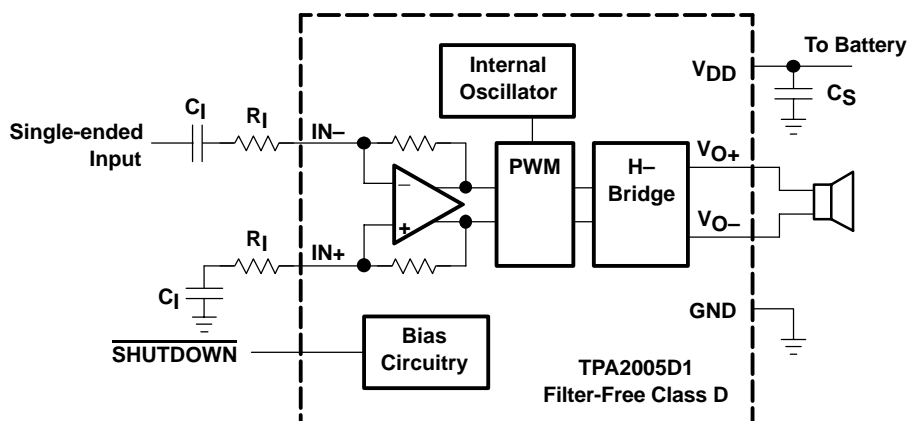 To Battery
Internal
Oscillator
VDD
CS
CI
RI
IN–
Single-ended
Input
PWM
H–
Bridge
VO+
VO–
–
+
RI
IN+
CI
GND
SHUTDOWN
Bias
Circuitry
TPA2005D1
Filter-Free Class D